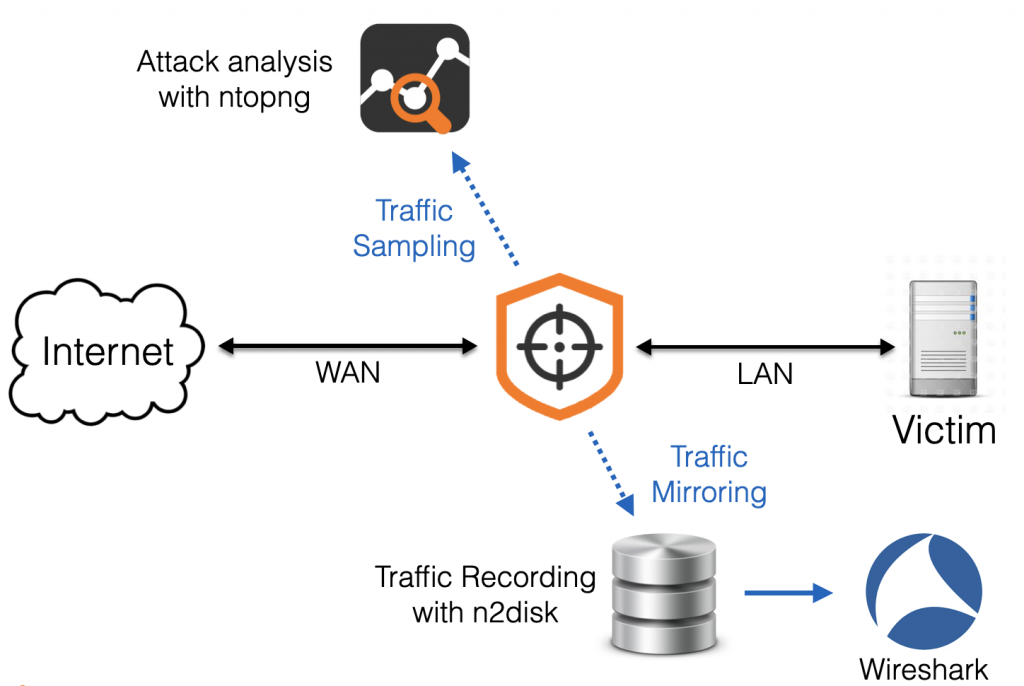 Attack analysis
with ntopng
Traffic
Sampling
Internet
WAN
LAN
Victim
Traffic
Mirroring
Traffic Recording
with n2disk
Wireshark